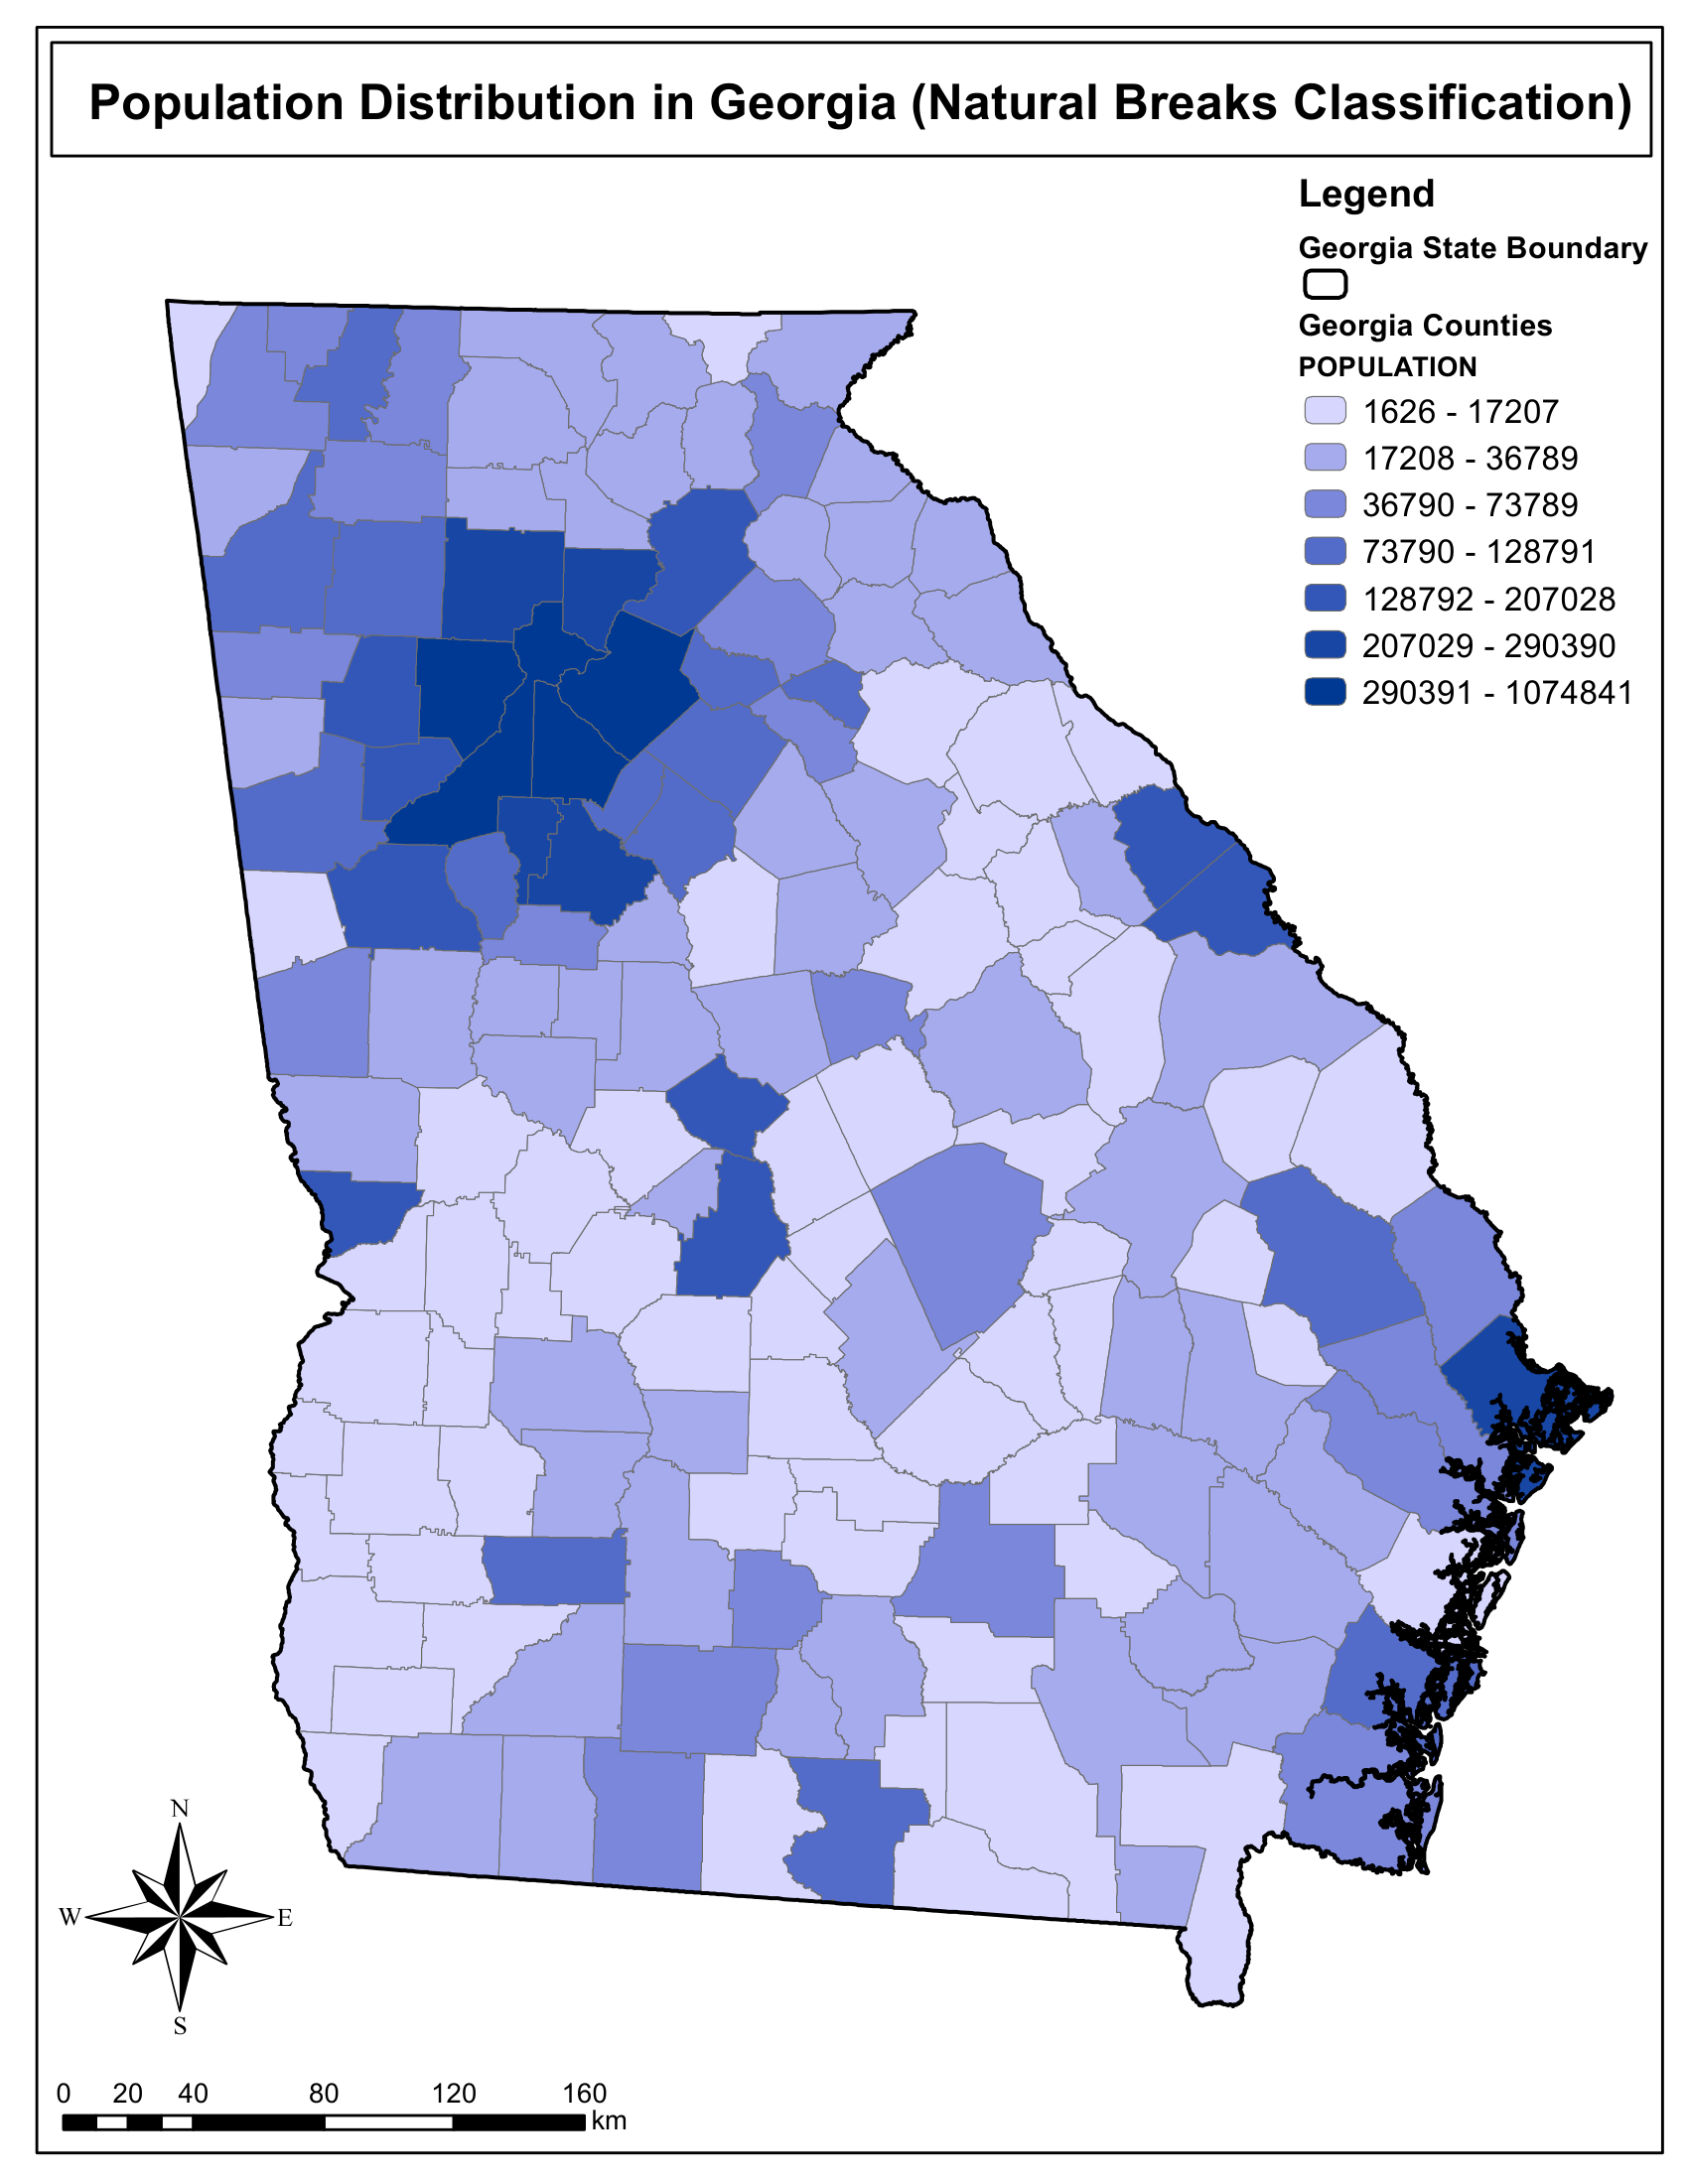 Population Distribution in Georgia (Natural Breaks Classification)
Legend
Georgia State Boundary
Georgia Counties
POPULATION
1626 - 17207
17208 - 36789
36790 - 73789
73790 - 128791
128792 - 207028
207029 - 290390
290391 - 1074841
N
W E
S
0 20 40 80 120 160
km